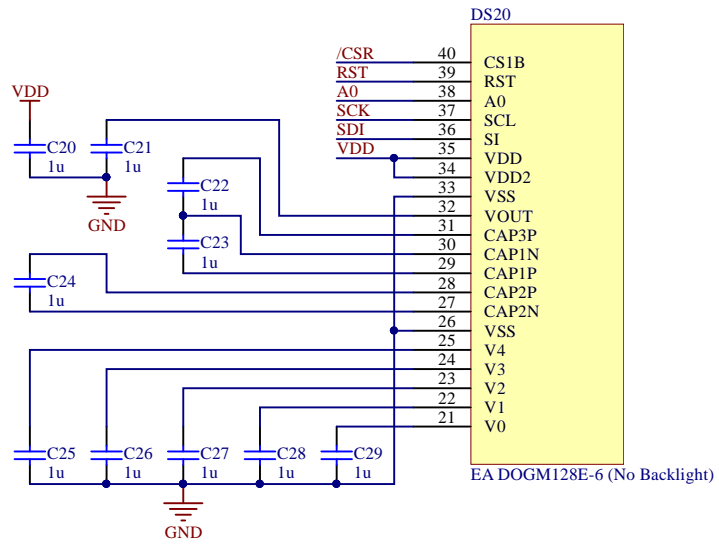 DS20
/CSR 40 CS1B
RST 39 RST
A0 38 A0
SCK 37 SCL
SDI 36 SI
VDD 35 VDD
34 VDD2
33 VSS
32 VOUT
31 CAP3P
30 CAP1N
29 CAP1P
28 CAP2P
27 CAP2N
26 VSS
25 V4
24 V3
23 V2
22 V1
21 V0
EA DOGM128E-6 (No Backlight)
VDD
C20
1u
C21
1u
GND
C22
1u
C23
1u
C24
1u
C25
1u
C26
1u
C27
1u
C28
1u
C29
1u
GND